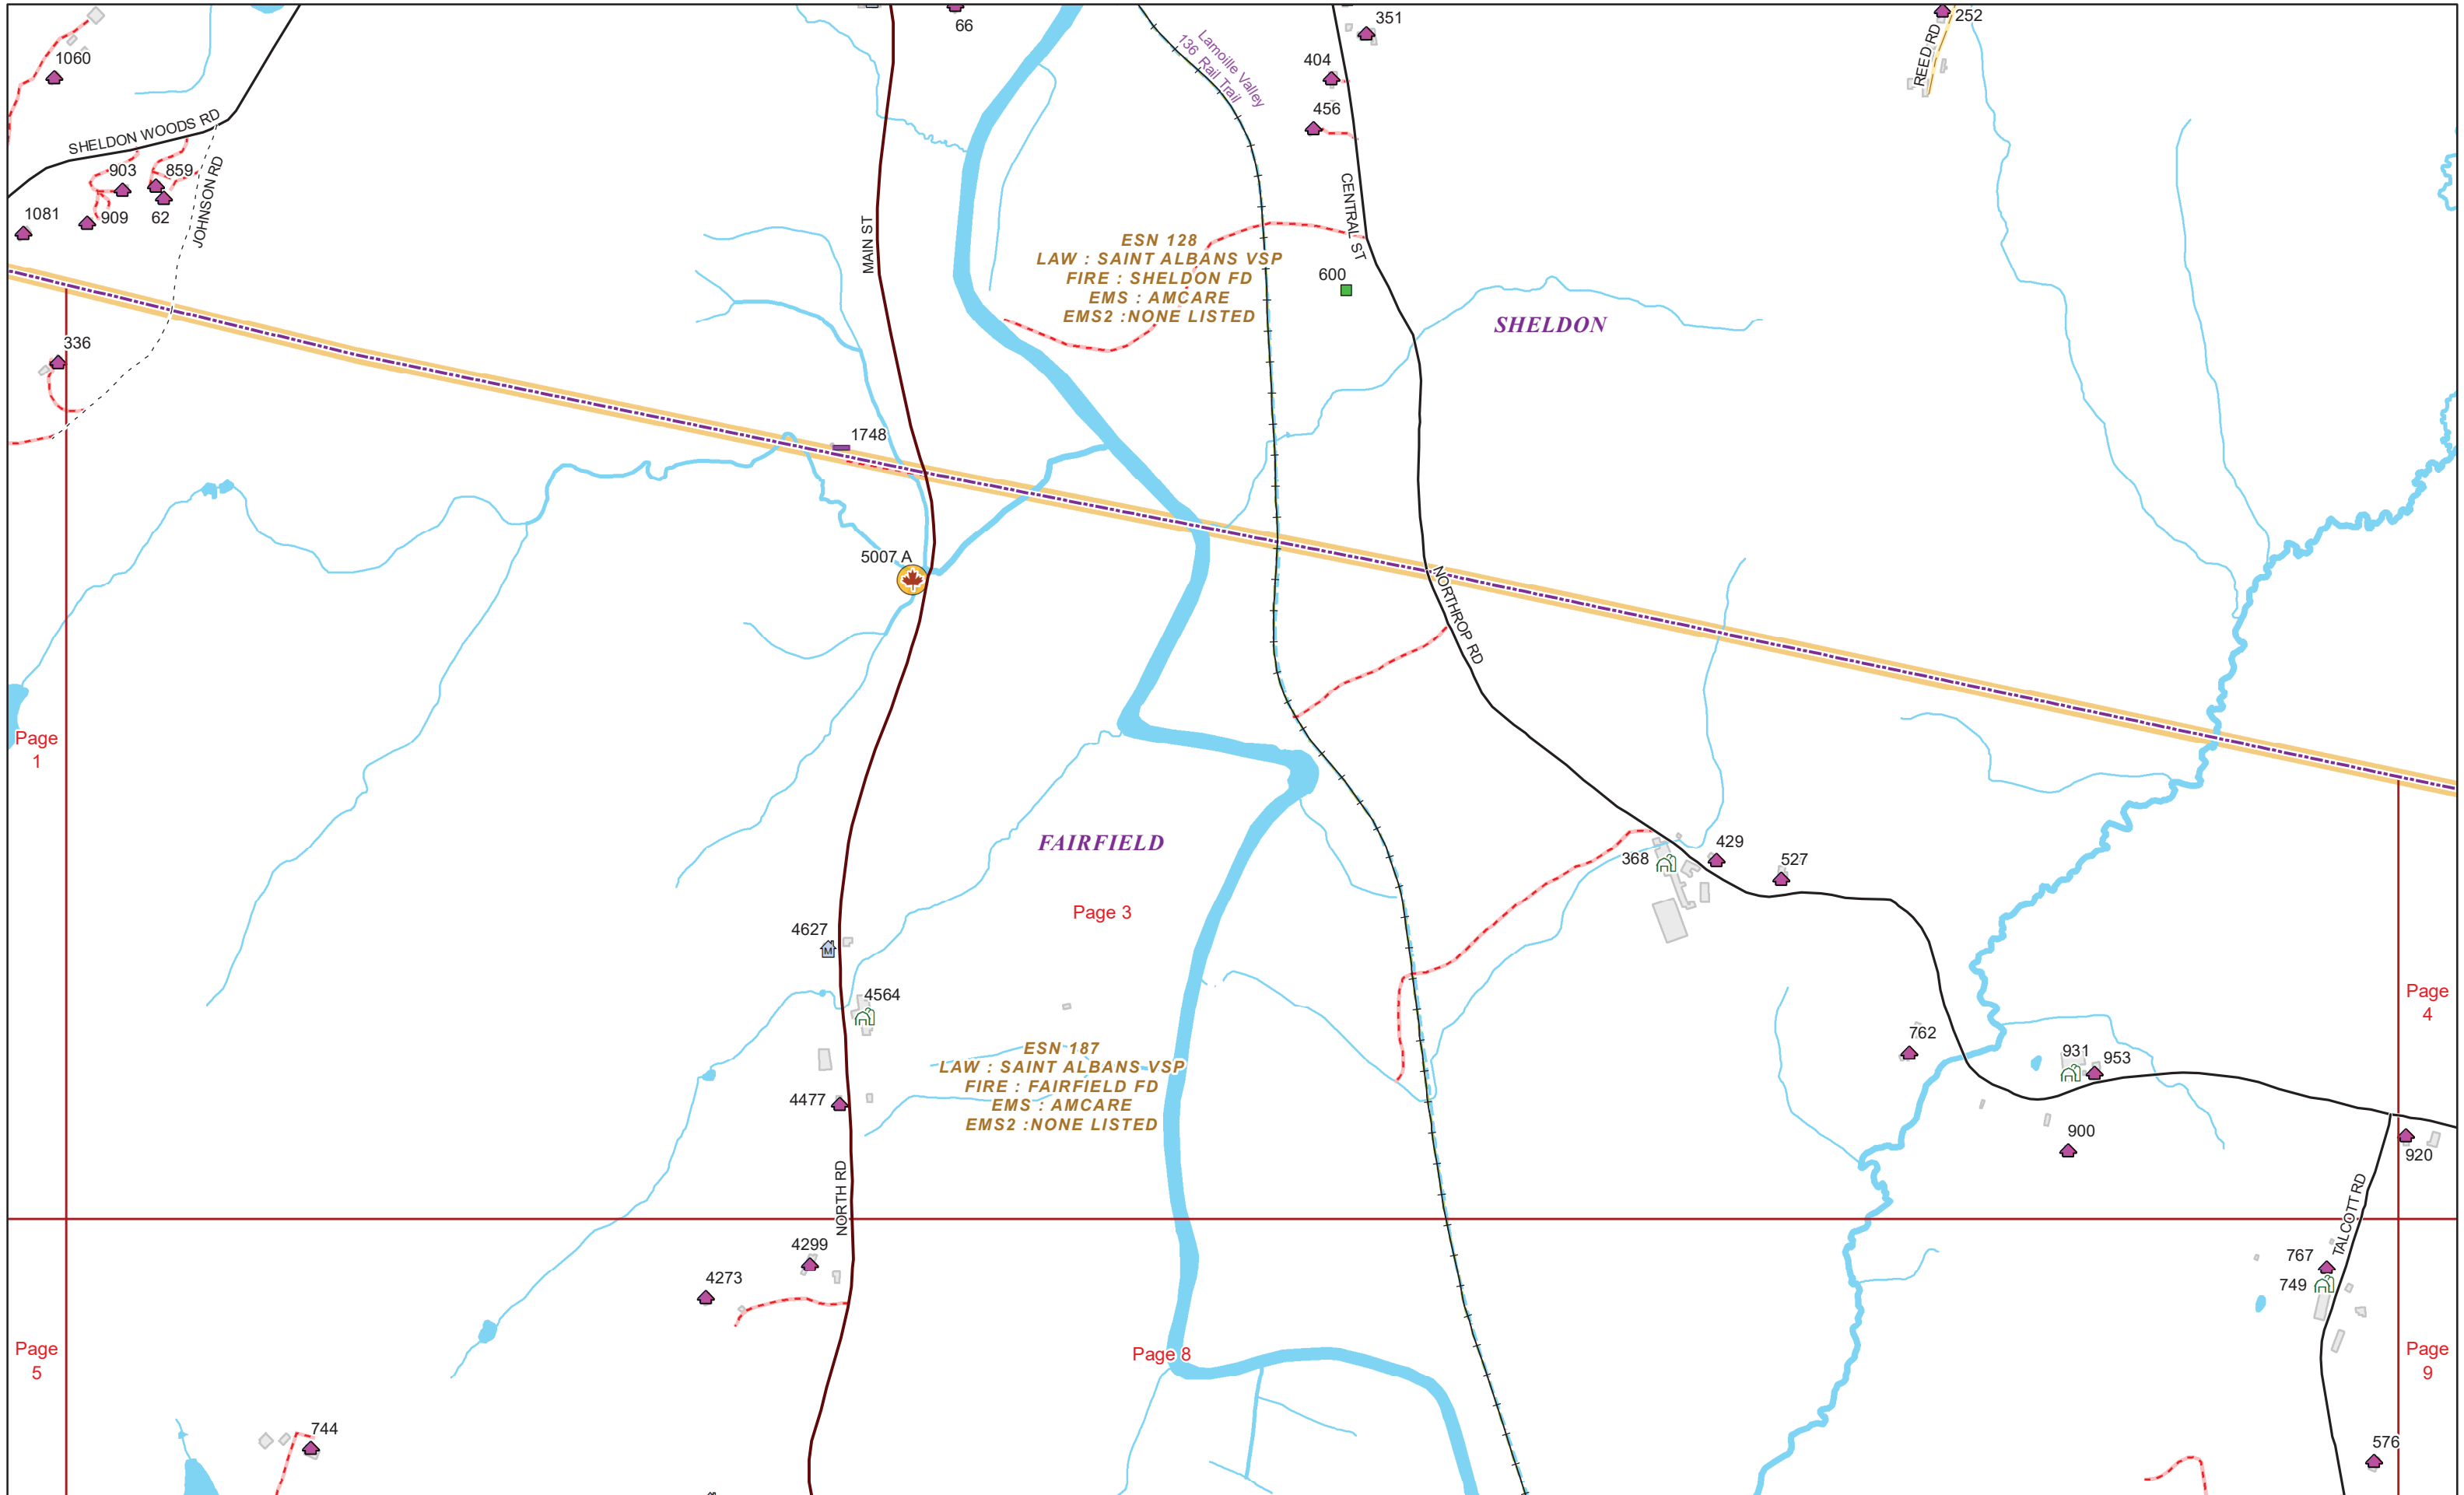 66
351
252
1060
Lamoille Valley
136 Rail Trail
404
REED RD
456
SHELDON WOODS RD
903
859
JOHNSON RD
1081
909
62
MAIN ST
CENTRAL ST
ESN 128
LAW : SAINT ALBANS VSP
FIRE : SHELDON FD
EMS : AMCARE
EMS2 :NONE LISTED
600
SHELDON
336
1748
5007 A
NORTHROP RD
Page
1
FAIRFIELD
Page 3
368
429
527
4627
4564
Page
4
762
931
953
ESN 187
LAW : SAINT ALBANS VSP
FIRE : FAIRFIELD FD
EMS : AMCARE
EMS2 :NONE LISTED
4477
900
920
NORTH RD
TALCOTT RD
4299
4273
767
749
Page
5
Page 8
Page
9
744
576
M